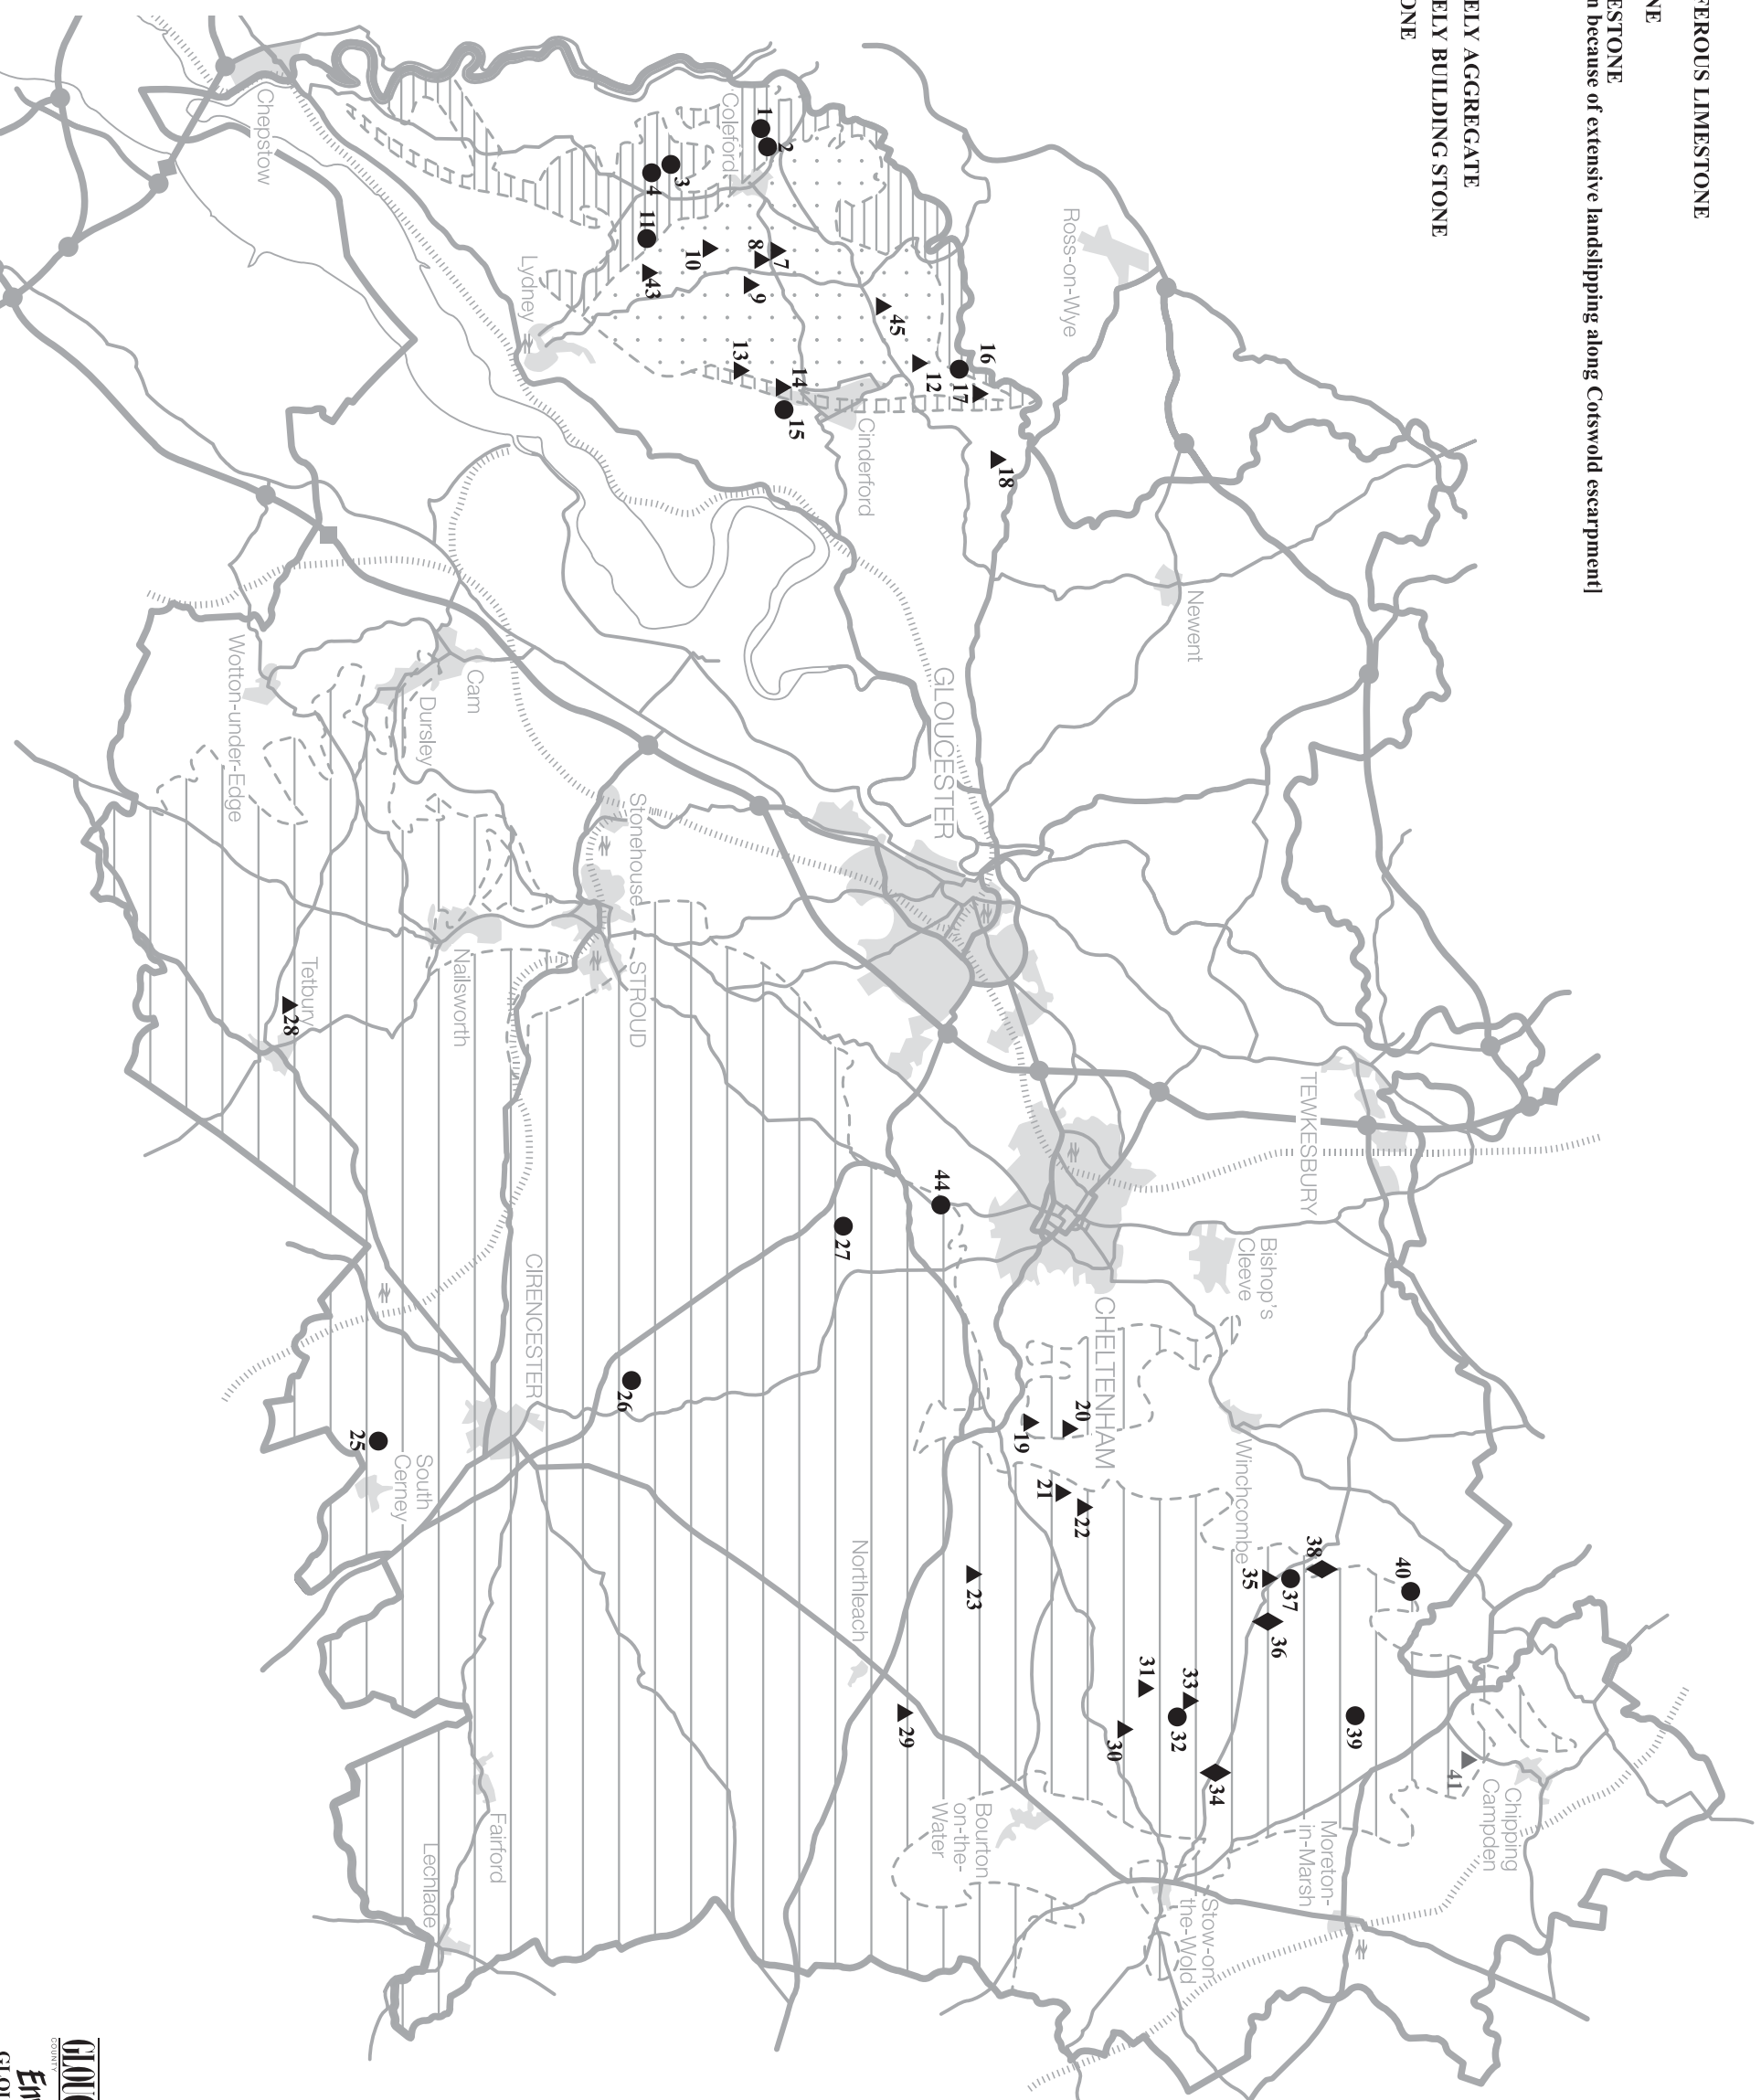 FEROUS LIMESTONE
NE
ESTONE
n because of extensive landslipping along Cotswold escarpment]
ELY AGGREGATE
ELY BUILDING STONE
ONE
Chepstow
Coleford
Lydney
Ross-on-Wye
Cinderford
Newent
GLOUCESTER
Cam
Dursley
Wotton-under-Edge
Stonehouse
STROUD
Nailsworth
Tetbury
TEWKESBURY
Bishop's
Cleeve
CHELTENHAM
Winchcombe
CIRENCESTER
South
Cerney
Northleach
Fairford
Lechlade
Bourton
on-the-
Water
Stow-on
the-Wold
Moreton-
in-Marsh
Chipping
Campden
1
2
3
4
11
43
10
8
7
9
45
12
16
17
13
14
15
18
28
44
27
26
25
19
20
21
22
23
29
30
31
33
32
34
35
36
37
38
39
40
41
GLOUC
COUNTY
En
GLOU